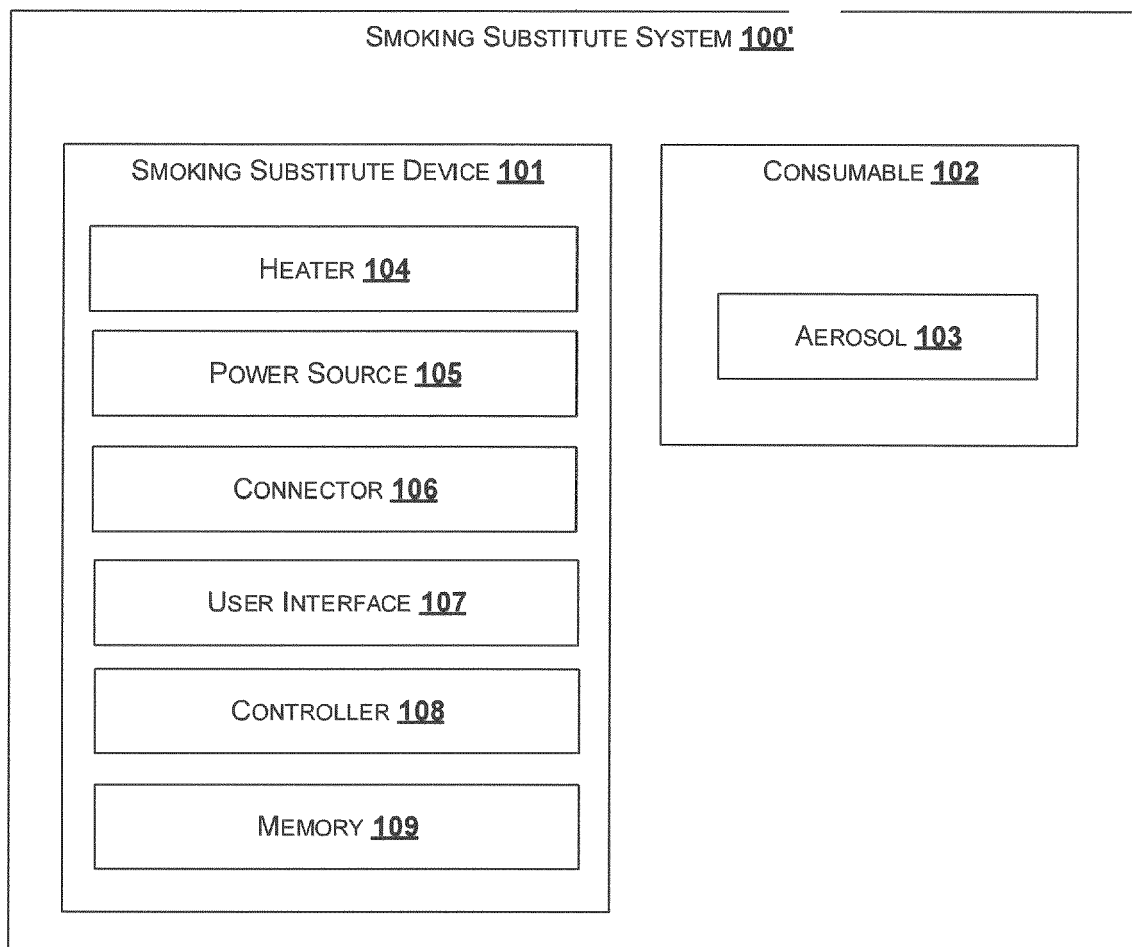 SMOKING SUBSTITUTE SYSTEM 100'
SMOKING SUBSTITUTE DEVICE 101
HEATER 104
POWER SOURCE 105
CONNECTOR 106
USER INTERFACE 107
CONTROLLER 108
MEMORY 109
CONSUMABLE 102
AEROSOL 103